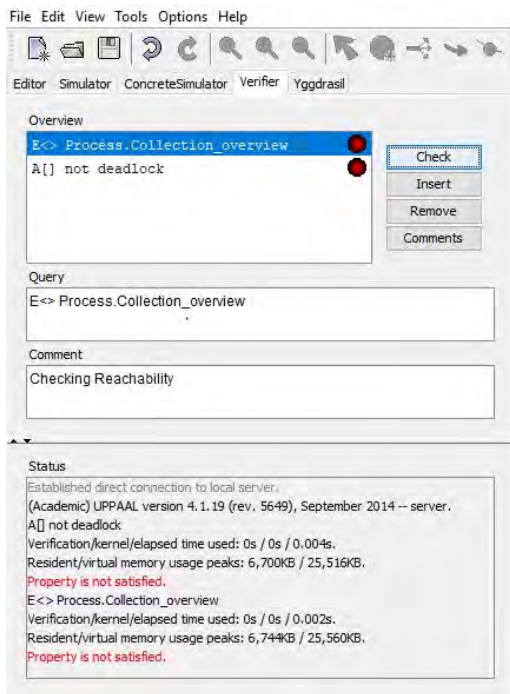 File Edit View Tools Options Help
Editor Simulator ConcreteSimulator Verifier Yggdrasil
Overview
E<> Process.Collection_overview
A[] not deadlock
Check
Insert
Remove
Comments
Query
E<> Process.Collection_overview
Comment
Checking Reachability
Status
Established direct connection to local server.
(Academic) UPPAAL version 4.1.19 (rev. 5649), September 2014 -- server.
A[] not deadlock
Verification/kernel/elapsed time used: 0s / 0s / 0.004s.
Resident/virtual memory usage peaks: 6,700KB / 25,516KB.
Property is not satisfied.
E<> Process.Collection_overview
Verification/kernel/elapsed time used: 0s / 0s / 0.002s.
Resident/virtual memory usage peaks: 6,744KB / 25,560KB.
Property is not satisfied.